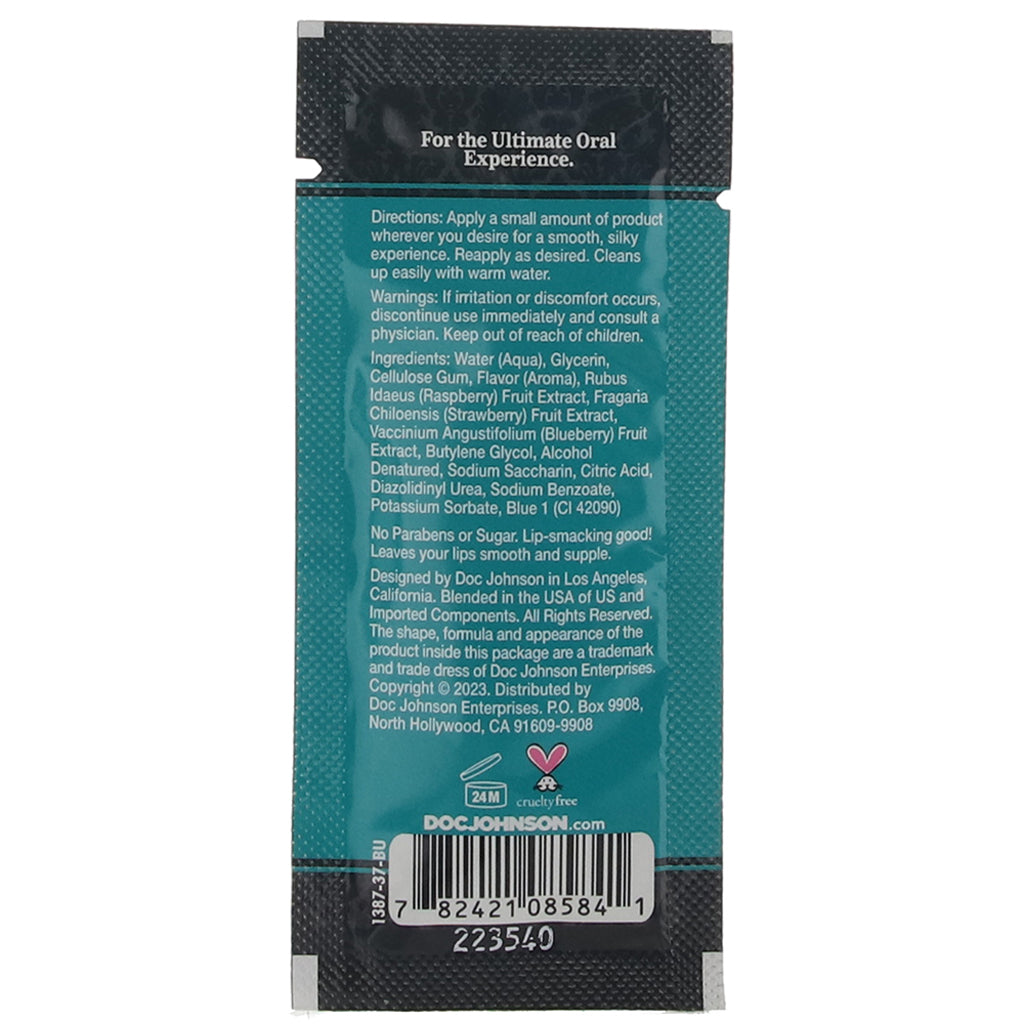 For the Ultimate Oral
Experience.
Directions: Apply a small amount of product
wherever you desire for a smooth, silky
experience. Reapply as desired. Cleans
up easily with warm water.
Warnings: If irritation or discomfort occurs,
discontinue use immediately and consult a
physician. Keep out of reach of children.
Ingredients: Water (Aqua), Glycerin,
Cellulose Gum, Flavor (Aroma), Rubus
Idaeus (Raspberry) Fruit Extract, Fragaria
Chiloensis (Strawberry) Fruit Extract,
Vaccinium Angustifolium (Blueberry) Fruit
Extract, Butylene Glycol, Alcohol
Denatured, Sodium Saccharin, Citric Acid,
Diazolidinyl Urea, Sodium Benzoate,
Potassium Sorbate, Blue 1 (CI 42090)
No Parabens or Sugar. Lip-smacking good!
Leaves your lips smooth and supple.
Designed by Doc Johnson in Los Angeles,
California. Blended in the USA of US and
Imported Components. All Rights Reserved.
The shape, formula and appearance of the
product inside this package are a trademark
and trade dress of Doc Johnson Enterprises.
Copyright © 2023. Distributed by
Doc Johnson Enterprises. P.O. Box 9908,
North Hollywood, CA 91609-9908
24M
cruelty free
DOCJOHNSON.com
1387-37-BU
7 82421 08584 1
223540